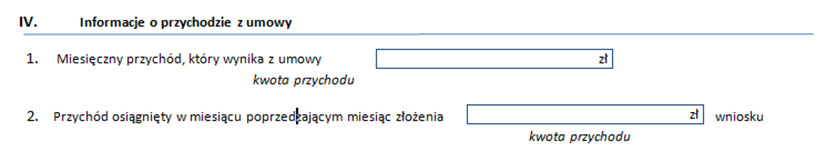 IV. Informacje o przychodzie z umowy
1. Miesięczny przychód, który wynika z umowy zł
kwota przychodu
2. Przychód osiągnięty w miesiącu poprzedzającym miesiąc złożenia zł wniosku
kwota przychodu